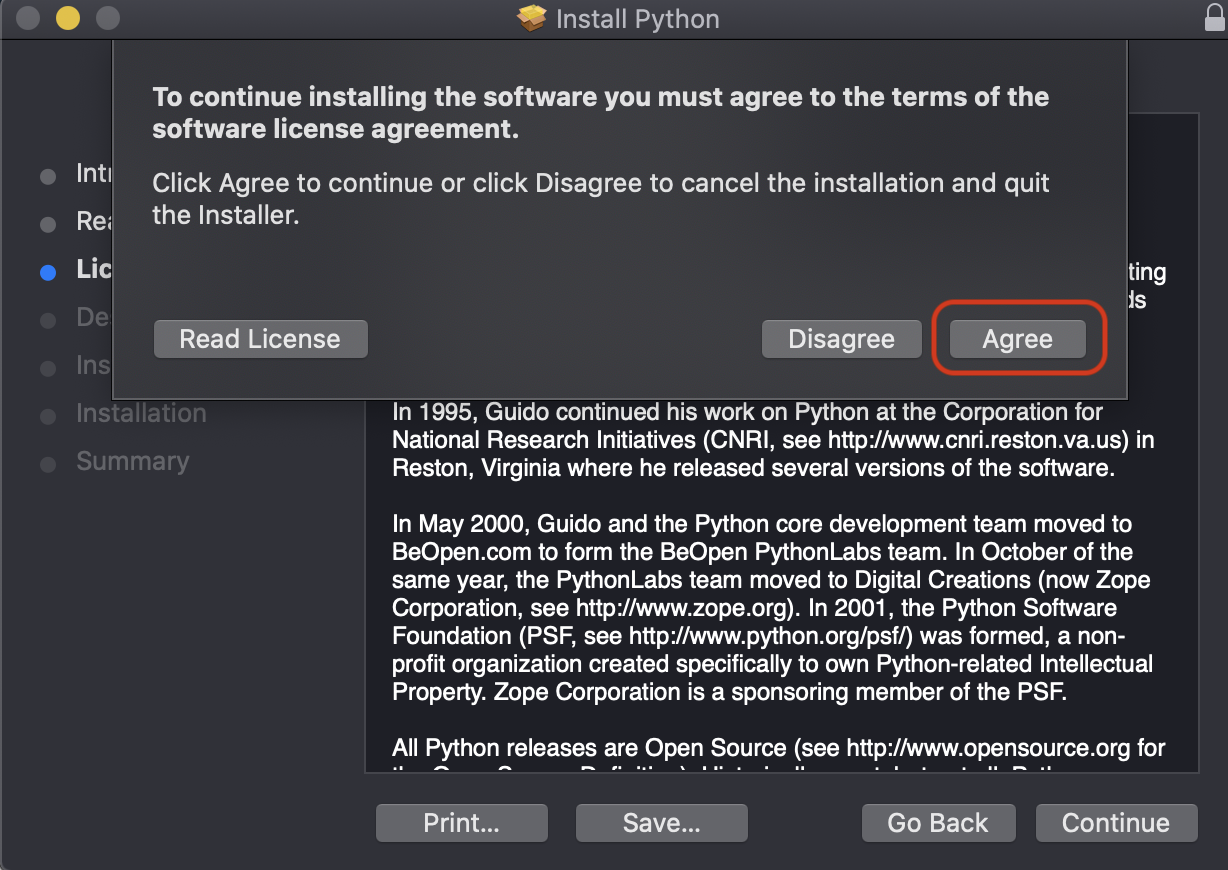 Install Python
To continue installing the software you must agree to the terms of the
software license agreement.
Click Agree to continue or click Disagree to cancel the installation and quit
the Installer.
Read License
Disagree
Agree
Lic
Installation
Summary
In 1995, Guido continued his work on Python at the Corporation for
National Research Initiatives (CNRI, see http://www.cnri.reston.va.us) in
Reston, Virginia where he released several versions of the software.
In May 2000, Guido and the Python core development team moved to
BeOpen.com to form the BeOpen PythonLabs team. In October of the
same year, the PythonLabs team moved to Digital Creations (now Zope
Corporation, see http://www.zope.org). In 2001, the Python Software
Foundation (PSF, see http://www.python.org/psf/) was formed, a non-
profit organization created specifically to own Python-related Intellectual
Property. Zope Corporation is a sponsoring member of the PSF.
All Python releases are Open Source (see http://www.opensource.org for
Print...
Save...
Go Back
Continue